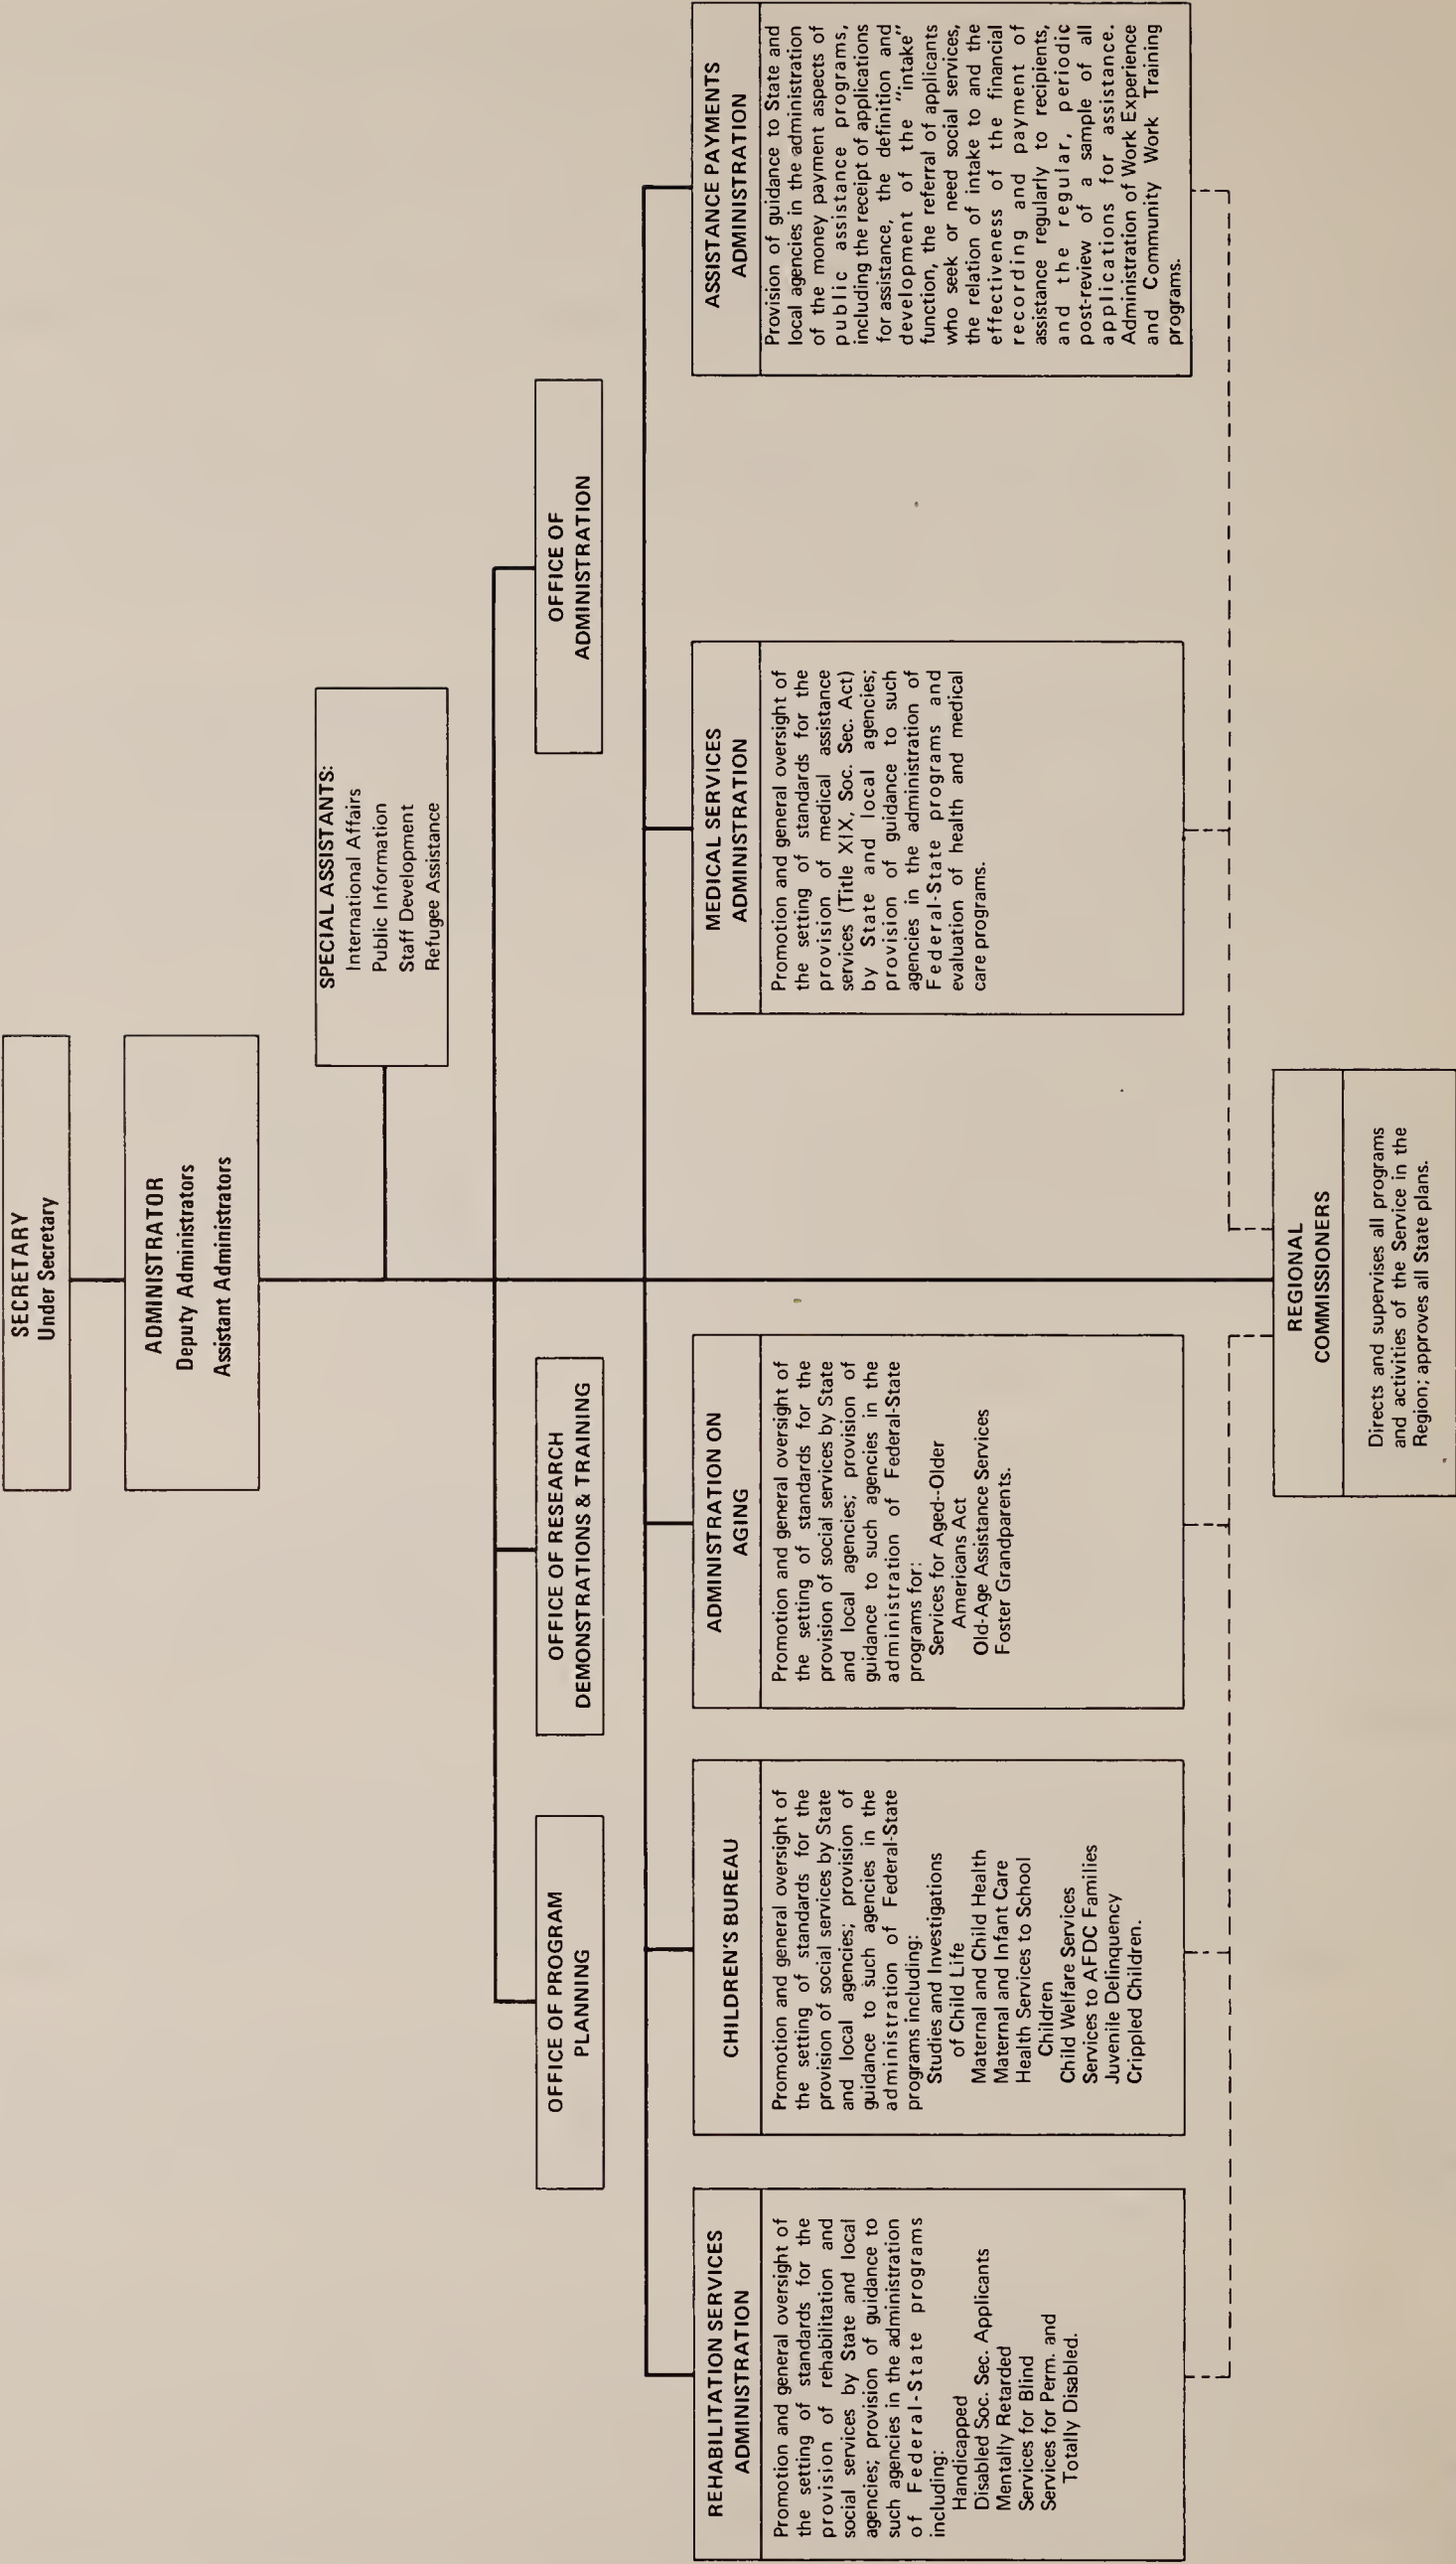 SECRETARY
Under Secretary
ADMINISTRATOR
Deputy Administrators
Assistant Administrators
SPECIAL ASSISTANTS:
International Affairs
Public Information
Staff Development
Refugee Assistance
OFFICE OF PROGRAM
PLANNING
OFFICE OF RESEARCH
DEMONSTRATIONS & TRAINING
OFFICE OF
ADMINISTRATION
REHABILITATION SERVICES
ADMINISTRATION
Promotion and general oversight of
the setting of standards for the
provision of rehabilitation and
social services by State and local
agencies; provision of guidance to
such agencies in the administration
of Federal-State programs
including:
Handicapped
Disabled Soc. Sec. Applicants
Mentally Retarded
Services for Blind
Services for Perm. and
Totally Disabled.
CHILDREN'S BUREAU
Promotion and general oversight of
the setting of standards for the
provision of social services by State
and local agencies; provision of
guidance to such agencies in the
administration of Federal-State
programs including:
Studies and Investigations
of Child Life
Maternal and Child Health
Maternal and Infant Care
Health Services to School
Children
Child Welfare Services
Services to AFDC Families
Juvenile Delinquency
Crippled Children.
ADMINISTRATION ON
AGING
Promotion and general oversight of
the setting of standards for the
provision of social services by State
and local agencies; provision of
guidance to such agencies in the
administration of Federal-State
programs for:
Services for Aged--Older
Americans Act
Old-Age Assistance Services
Foster Grandparents.
MEDICAL SERVICES
ADMINISTRATION
Promotion and general oversight of
the setting of standards for the
provision of medical assistance
services (Title XIX, Soc. Sec. Act)
by State and local agencies;
provision of guidance to such
agencies in the administration of
Federal-State programs and
evaluation of health and medical
care programs.
ASSISTANCE PAYMENTS
ADMINISTRATION
Provision of guidance to State and
local agencies in the administration
of the money payment aspects of
public assistance programs,
including the receipt of applications
for assistance, the definition and
development of the "intake"
function, the referral of applicants
who seek or need social services,
the relation of intake to and the
effectiveness of the financial
recording and payment of
assistance regularly to recipients,
and the regular, periodic
post-review of a sample of all
applications for assistance.
Administration of Work Experience
and Community Work Training
programs.
REGIONAL
COMMISSIONERS
Directs and supervises all programs
and activities of the Service in the
Region; approves all State plans.